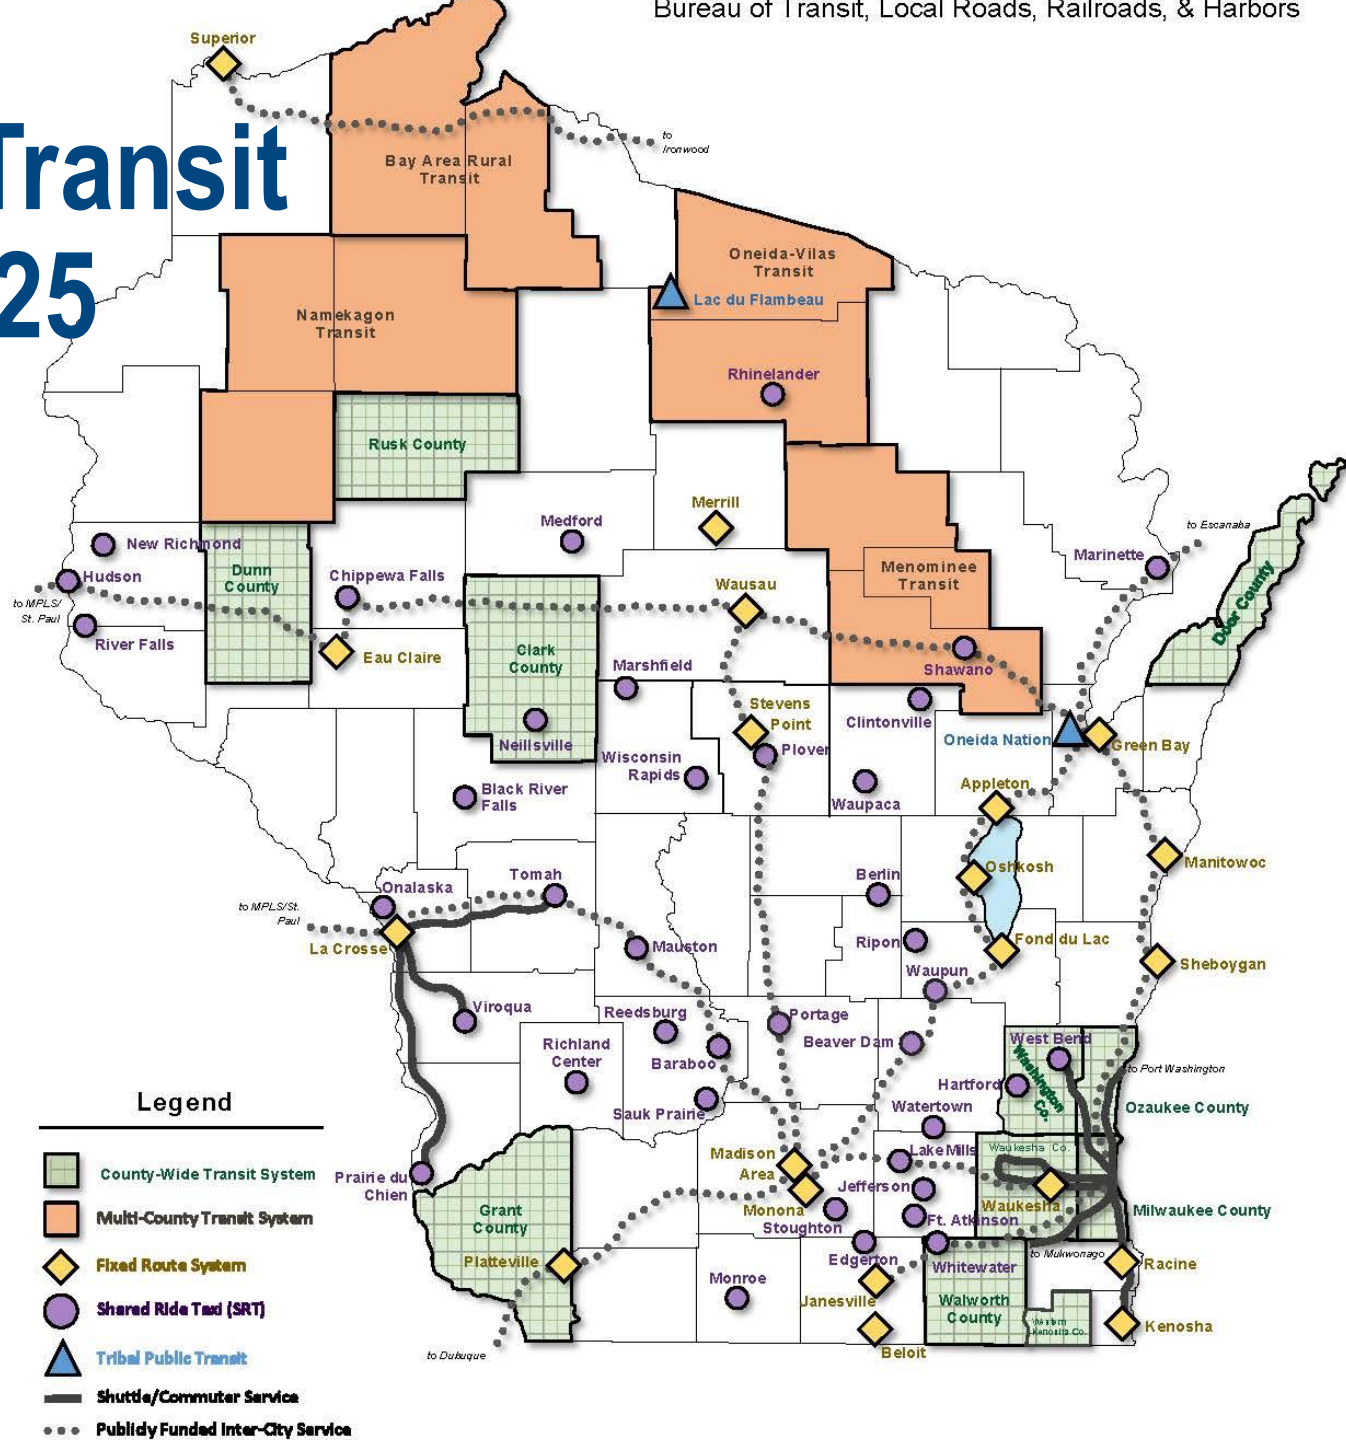 Bureau of Transit, Local Roads, Railroads, & Harbors
Transit
25
Superior
to
Ironwood
Bay Area Rural
Transit
Oneida-Vilas
Transit
Lac du Flambeau
Namekagon
Transit
Rhinelander
Rusk County
Merrill
Medford
to Escanaba
New Richmond
Marinette
Dunn
County
Chippewa Falls
Menominee
Transit
Hudson
Wausau
to MPLS/
St. Paul
Door County
River Falls
Eau Claire
Clark
County
Marshfield
Shawano
Stevens
Point
Clintonville
Oneida Nation
Green Bay
Neillsville
Plover
Wisconsin
Rapids
Appleton
Black River
Falls
Waupaca
Manitowoc
Oshkosh
Berlin
Tomah
Onalaska
to MPLS/St.
Paul
La Crosse
Mauston
Ripon
Fond du Lac
Sheboygan
Waupun
Viroqua
Reedsburg
Portage
Beaver Dam
West Bend
Richland
Center
Baraboo
Washington
Co.
to Port Washington
Hartford
Sauk Prairie
Watertown
Ozaukee County
Legend
Madison
Area
Lake Mills
Waukesha Co.
County-Wide Transit System
Prairie du
Chien
Jefferson
Multi-County Transit System
Grant
County
Monona
Waukesha
Milwaukee County
Stoughton
Ft. Atkinson
Fixed Route System
Platteville
Edgerton
Whitewater
to Mukwonago
Racine
Shared Ride Taxi (SRT)
Monroe
Janesville
Walworth
County
Western
Kenosha Co.
Kenosha
Tribal Public Transit
to Dubuque
Beloit
Shuttle/Commuter Service
Publicly Funded Inter-City Service